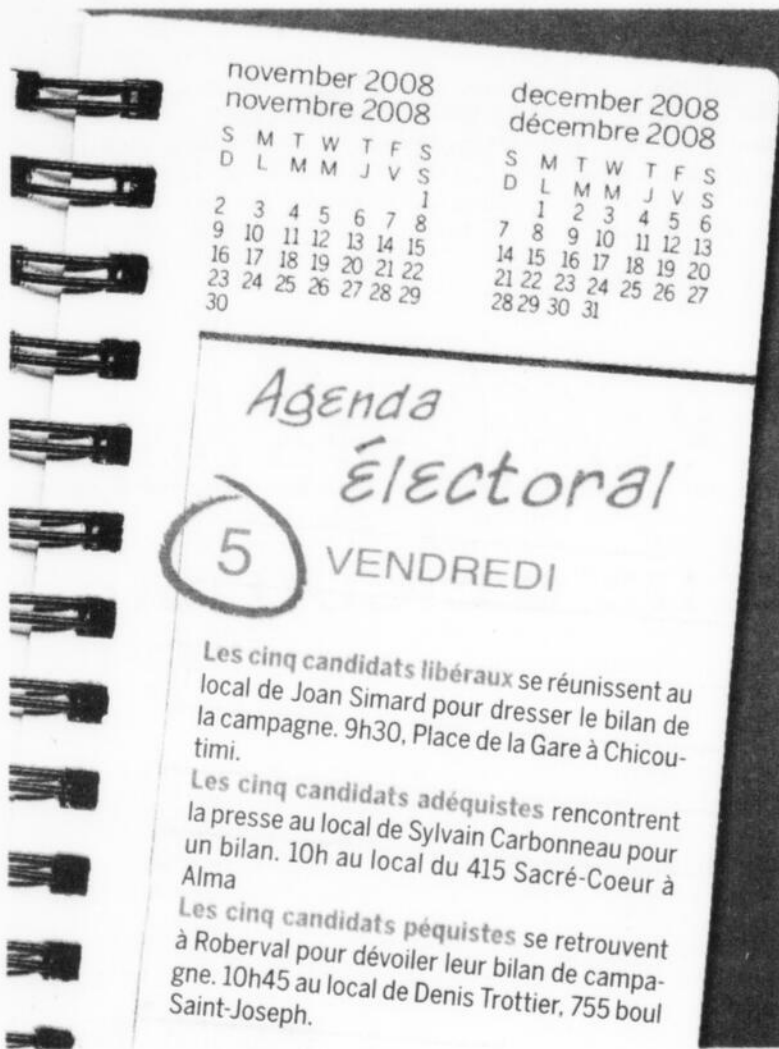 november 2008
novembre 2008
S M T W T F S
D L M M J V S
1
2 3 4 5 6 7 8
9 10 11 12 13 14 15
16 17 18 19 20 21 22
23 24 25 26 27 28 29
30
december 2008
décembre 2008
S M T W T F S
D L M M J V S
1 2 3 4 5 6
7 8 9 10 11 12 13
14 15 16 17 18 19 20
21 22 23 24 25 26 27
28 29 30 31
Agenda
électoral
5 VENDREDI
Les cinq candidats libéraux se réunissent au
local de Joan Simard pour dresser le bilan de
la campagne. 9h30, Place de la Gare à Chicou-
timi.
Les cinq candidats adéquistes rencontrent
la presse au local de Sylvain Carbonneau pour
un bilan. 10h au local du 415 Sacré-Coeur à
Alma
Les cinq candidats péquistes se retrouvent
à Roberval pour dévoiler leur bilan de campa-
gne. 10h45 au local de Denis Trottier, 755 boul
Saint-Joseph.